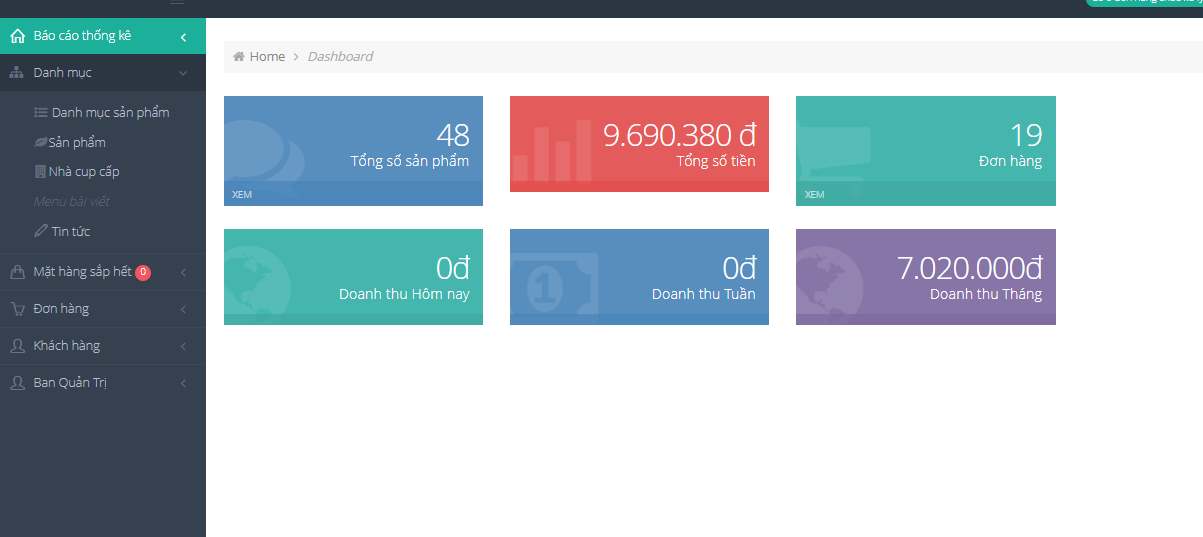 Báo cáo thống kê
Danh mục
Danh mục sản phẩm
Sản phẩm
Nhà cup cấp
Menu bài viết
Tin tức
Mặt hàng sắp hết 0
Đơn hàng
Khách hàng
Ban Quản Trị
Home > Dashboard
48
Tổng số sản phẩm
XEM
9.690.380 đ
Tổng số tiền
19
Đơn hàng
XEM
0đ
Doanh thu Hôm nay
0đ
Doanh thu Tuần
7.020.000đ
Doanh thu Tháng